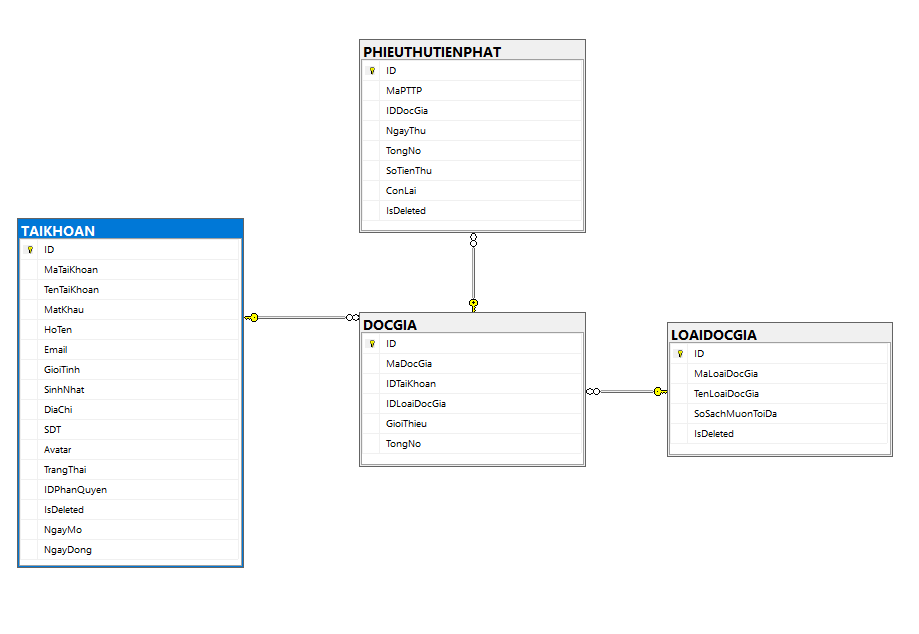 PHIEUTHUTIENPHAT
ID
MaPTTP
IDDocGia
NgayThu
TongNo
SoTienThu
ConLai
IsDeleted
TAIKHOAN
ID
MaTaiKhoan
TenTaiKhoan
MatKhau
HoTen
Email
GioiTinh
SinhNhat
DiaChi
SDT
Avatar
TrangThai
IDPhanQuyen
IsDeleted
NgayMo
NgayDong
DOCGIA
ID
MaDocGia
IDTaiKhoan
IDLoaiDocGia
GioiThieu
TongNo
LOAIDOCGIA
ID
MaLoaiDocGia
TenLoaiDocGia
SoSachMuonToiDa
IsDeleted